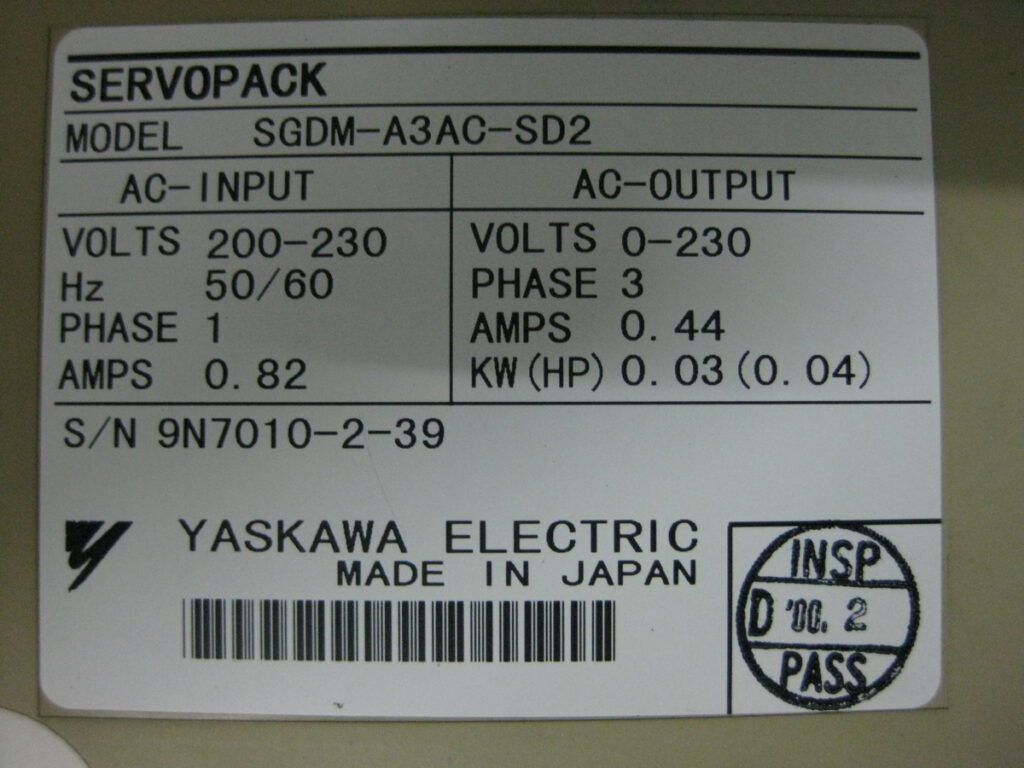 SERVOPACK
MODEL SGDM-A3AC-SD2
AC-INPUT AC-OUTPUT
VOLTS 200-230 VOLTS 0-230
Hz 50/60 PHASE 3
PHASE 1 AMPS 0.44
AMPS 0.82 KW(HP) 0.03(0.04)
S/N 9N7010-2-39
YASKAWA ELECTRIC
MADE IN JAPAN
INSP
D '00. 2
PASS